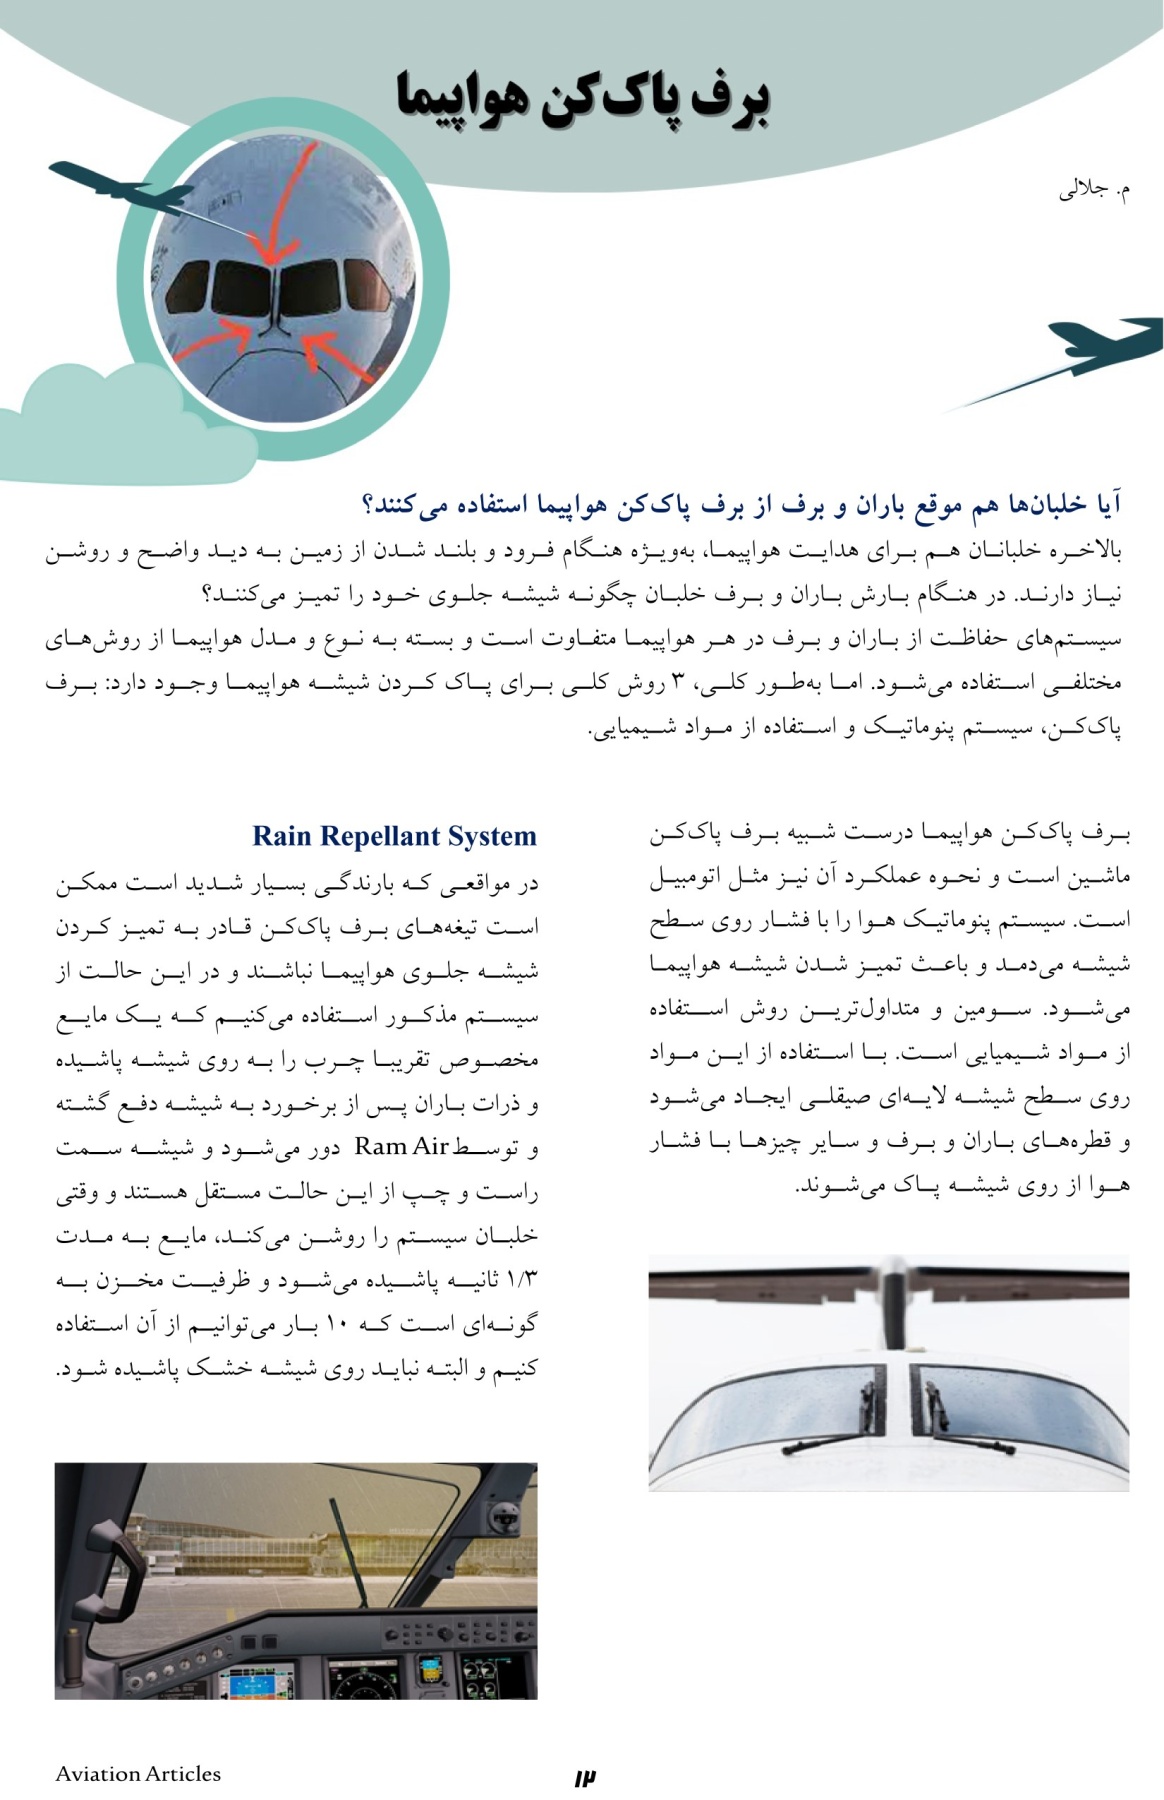 برف پاک‌کن هواپیما
م. جلالی
آیا خلبان‌ها هم موقع باران و برف از برف پاک‌کن هواپیما استفاده می‌کنند؟
بالاخره خلبانان هم برای هدایت هواپیما، به‌ویژه هنگام فرود و بلند شدن از زمین به دید واضح و روشن
نیاز دارند. در هنگام بارش باران و برف خلبان چگونه شیشه جلوی خود را تمیز می‌کنند؟
سیستم‌های حفاظت از باران و برف در هر هواپیما متفاوت است و بسته به نوع و مدل هواپیما از روش‌های
مختلفی استفاده می‌شود. اما به‌طور کلی، ۳ روش کلی برای پاک کردن شیشه هواپیما وجود دارد: برف
پاک‌کن، سیستم پنوماتیک و استفاده از مواد شیمیایی.
برف پاک‌کن هواپیما درست شبیه برف پاک‌کن
ماشین است و نحوه عملکرد آن نیز مثل اتومبیل
است. سیستم پنوماتیک هوا را با فشار روی سطح
شیشه می‌دمد و باعث تمیز شدن شیشه هواپیما
می‌شود. سومین و متداول‌ترین روش استفاده
از مواد شیمیایی است. با استفاده از این مواد
روی سطح شیشه لایه‌ای صیقلی ایجاد می‌شود
و قطره‌های باران و برف و سایر چیزها با فشار
هوا از روی شیشه پاک می‌شوند.
Rain Repellant System
در مواقعی که بارندگی بسیار شدید است ممکن
است تیغه‌های برف پاک‌کن قادر به تمیز کردن
شیشه جلوی هواپیما نباشند و در این حالت از
سیستم مذکور استفاده می‌کنیم که یک مایع
مخصوص تقریبا چرب را به روی شیشه پاشیده
و ذرات باران پس از برخورد به شیشه دفع گشته
و توسط Ram Air دور می‌شود و شیشه سمت
راست و چپ از این حالت مستقل هستند و وقتی
خلبان سیستم را روشن می‌کند، مایع به مدت
۱/۳ ثانیه پاشیده می‌شود و ظرفیت مخزن به
گونه‌ای است که ۱۰ بار می‌توانیم از آن استفاده
کنیم و البته نباید روی شیشه خشک پاشیده شود.
Aviation Articles
۱۲